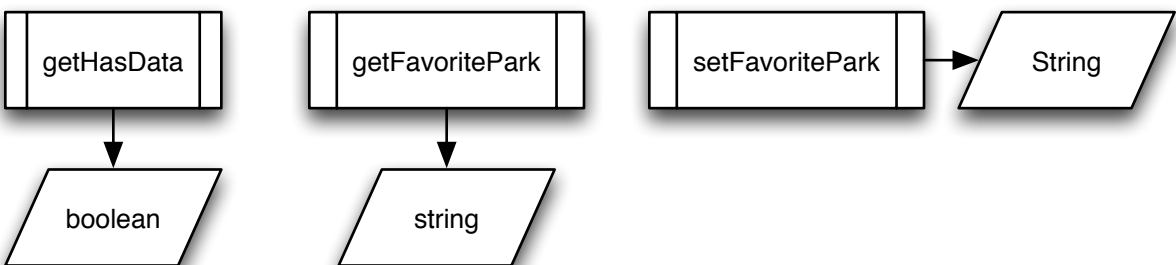 getHasData
getFavoritePark
setFavoritePark
String
boolean
string